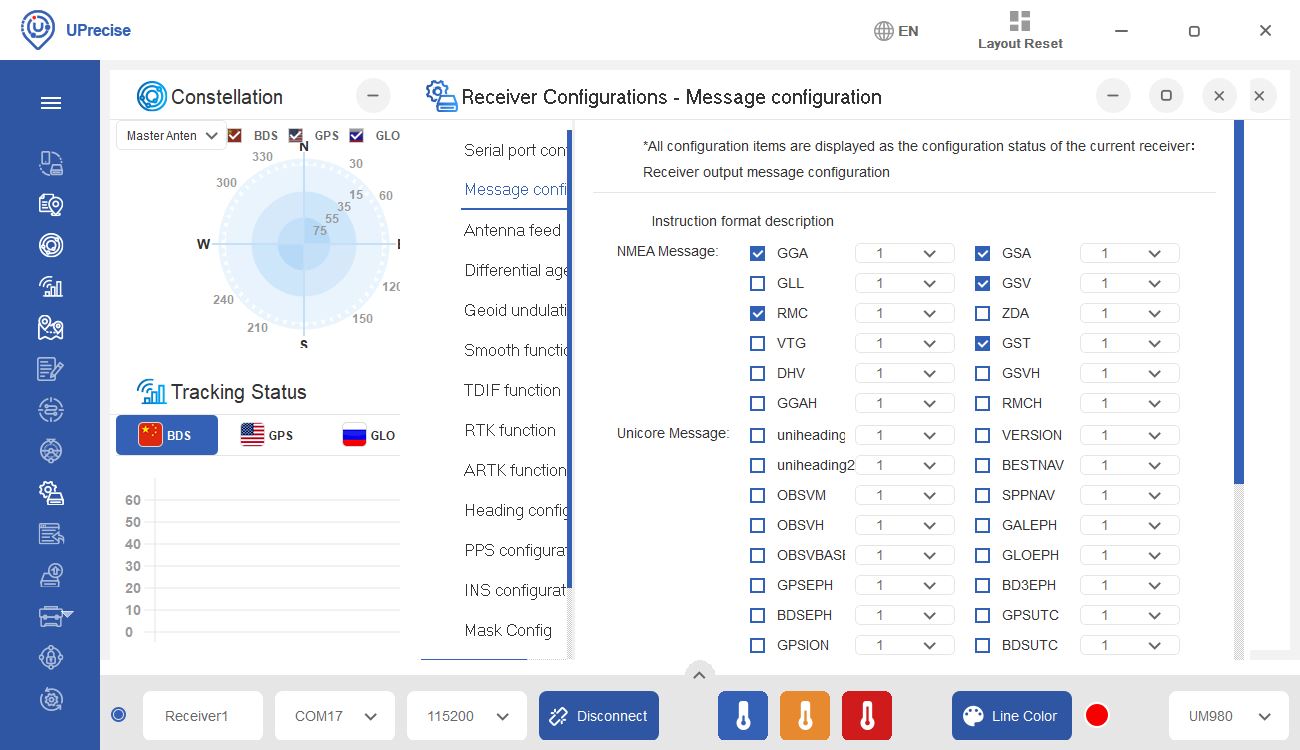 UPrecise
EN
Layout Reset
Constellation
Receiver Configurations - Message configuration
Master Anten
BDS GPS GLO
N
330 30
300 15 60
35
55
75
W
240 120
210 150
S
Tracking Status
BDS GPS GLO
60
50
40
30
20
10
0
Serial port con
Message confi
Antenna feed
Differential age
Geoid undulati
Smooth functio
TDIF function
RTK function
ARTK function
Heading config
PPS configurat
INS configurat
Mask Config
*All configuration items are displayed as the configuration status of the current receiver:
Receiver output message configuration
Instruction format description
NMEA Message: GGA 1 GSA 1
GLL 1 GSV 1
RMC 1 ZDA 1
VTG 1 GST 1
DHV 1 GSVH 1
GGAH 1 RMCH 1
Unicore Message: uniheading 1 VERSION 1
uniheading2 1 BESTNAV 1
OBSVM 1 SPPNAV 1
OBSVH 1 GALEPH 1
OBSVBASE 1 GLOEPH 1
GPSEPH 1 BD3EPH 1
BDSEPH 1 GPSUTC 1
GPSION 1 BDSUTC 1
Receiver1 COM17 115200 Disconnect Line Color UM980